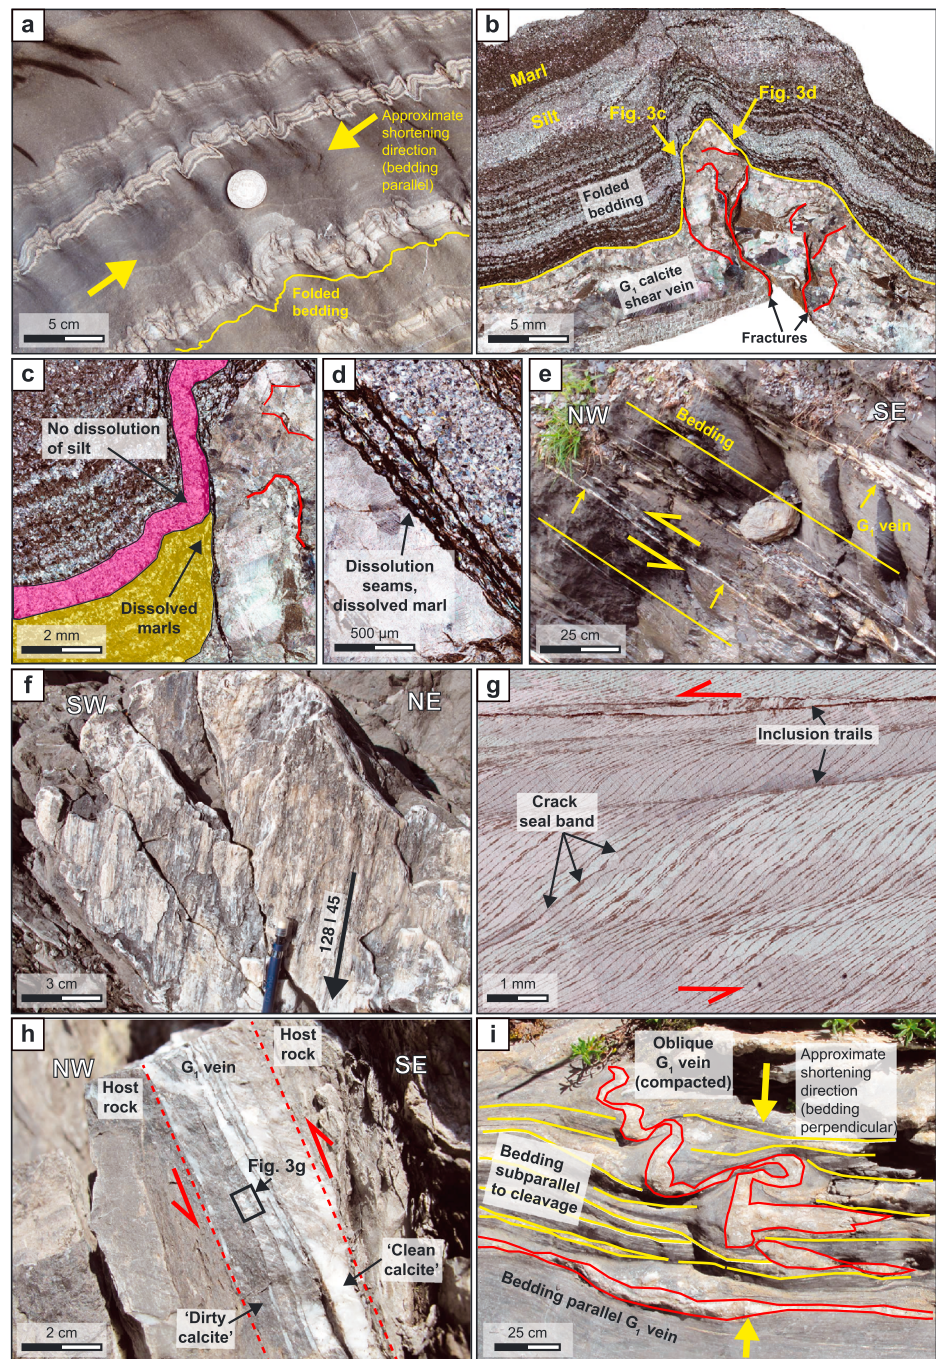 a
Approximate
shortening
direction
(bedding
parallel)
Folded
bedding
5 cm
b
Marl
Silt
Fig. 3c
Fig. 3d
Folded
bedding
G₁ calcite
shear vein
Fractures
5 mm
c
No dissolution
of silt
Dissolved
marls
2 mm
d
Dissolution
seams,
dissolved marl
500 µm
e
NW
SE
Bedding
G₁ vein
25 cm
f
SW
NE
128 | 45
3 cm
g
Inclusion trails
Crack
seal band
1 mm
h
NW
SE
Host
rock
G₁ vein
Host
rock
Fig. 3g
‘Clean
calcite’
‘Dirty
calcite’
2 cm
i
Oblique
G₁ vein
(compacted)
Approximate
shortening
direction
(bedding
perpendicular)
Bedding
subparallel
to cleavage
Bedding parallel G₁ vein
25 cm